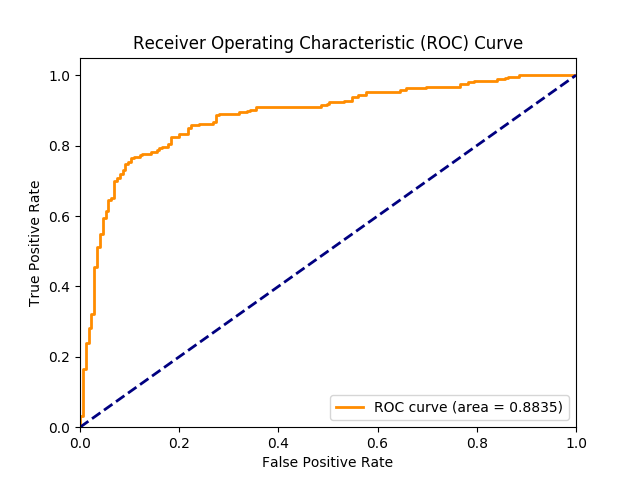 Receiver Operating Characteristic (ROC) Curve
1.0
0.8
0.6
0.4
0.2
0.0
True Positive Rate
ROC curve (area = 0.8835)
0.0 0.2 0.4 0.6 0.8 1.0
False Positive Rate